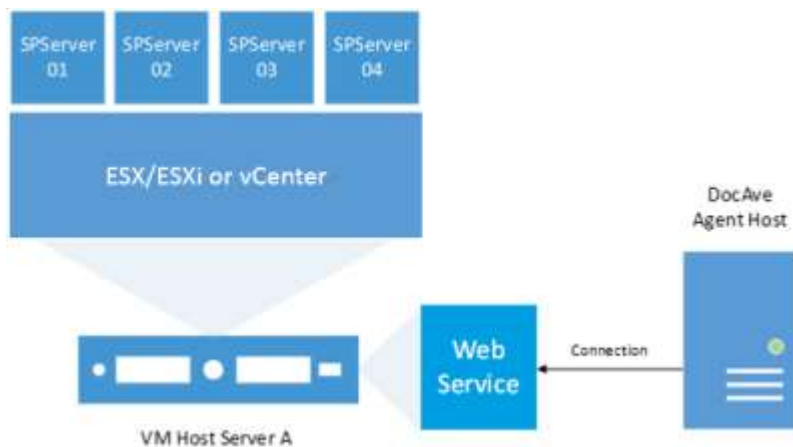 SPServer
01
SPServer
02
SPServer
03
SPServer
04
ESX/ESXi or vCenter
DocAve
Agent Host
Web
Service
Connection
VM Host Server A